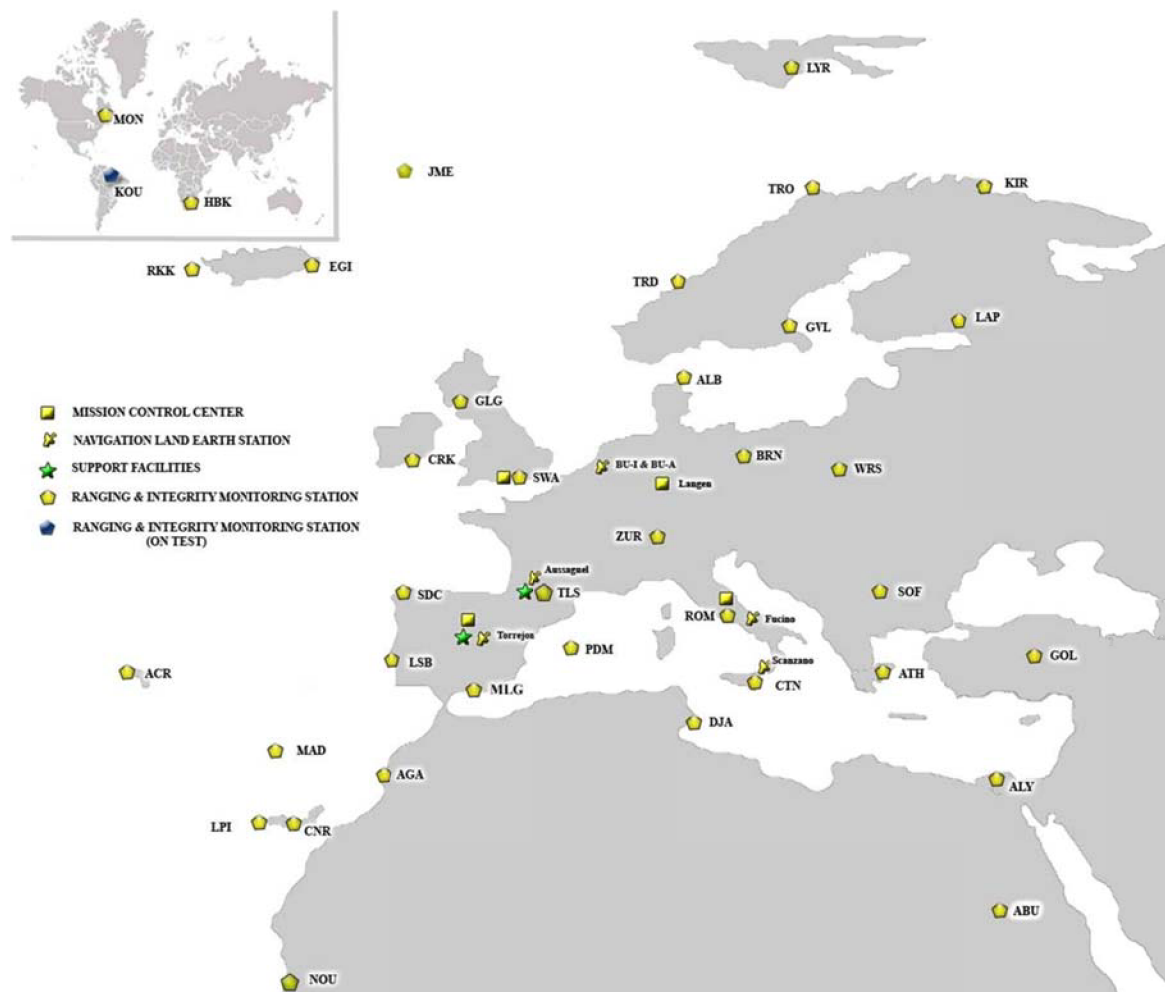 LYR
MON
KOU
HBK
JME
TRO
KIR
RKK
EGI
TRD
GVL
LAP
ALB
MISSION CONTROL CENTER
NAVIGATION LAND EARTH STATION
SUPPORT FACILITIES
RANGING & INTEGRITY MONITORING STATION
RANGING & INTEGRITY MONITORING STATION
(ON TEST)
GLG
CRK
SWA
BU-I & BU-A
Langen
BRN
WRS
ZUR
Aussaguel
SDC
TLS
SOF
ROM
Fucino
Torrejon
LSB
PDM
Scanzano
GOL
ACR
MLG
CTN
ATH
DJA
MAD
AGA
ALY
LPI
CNR
ABU
NOU